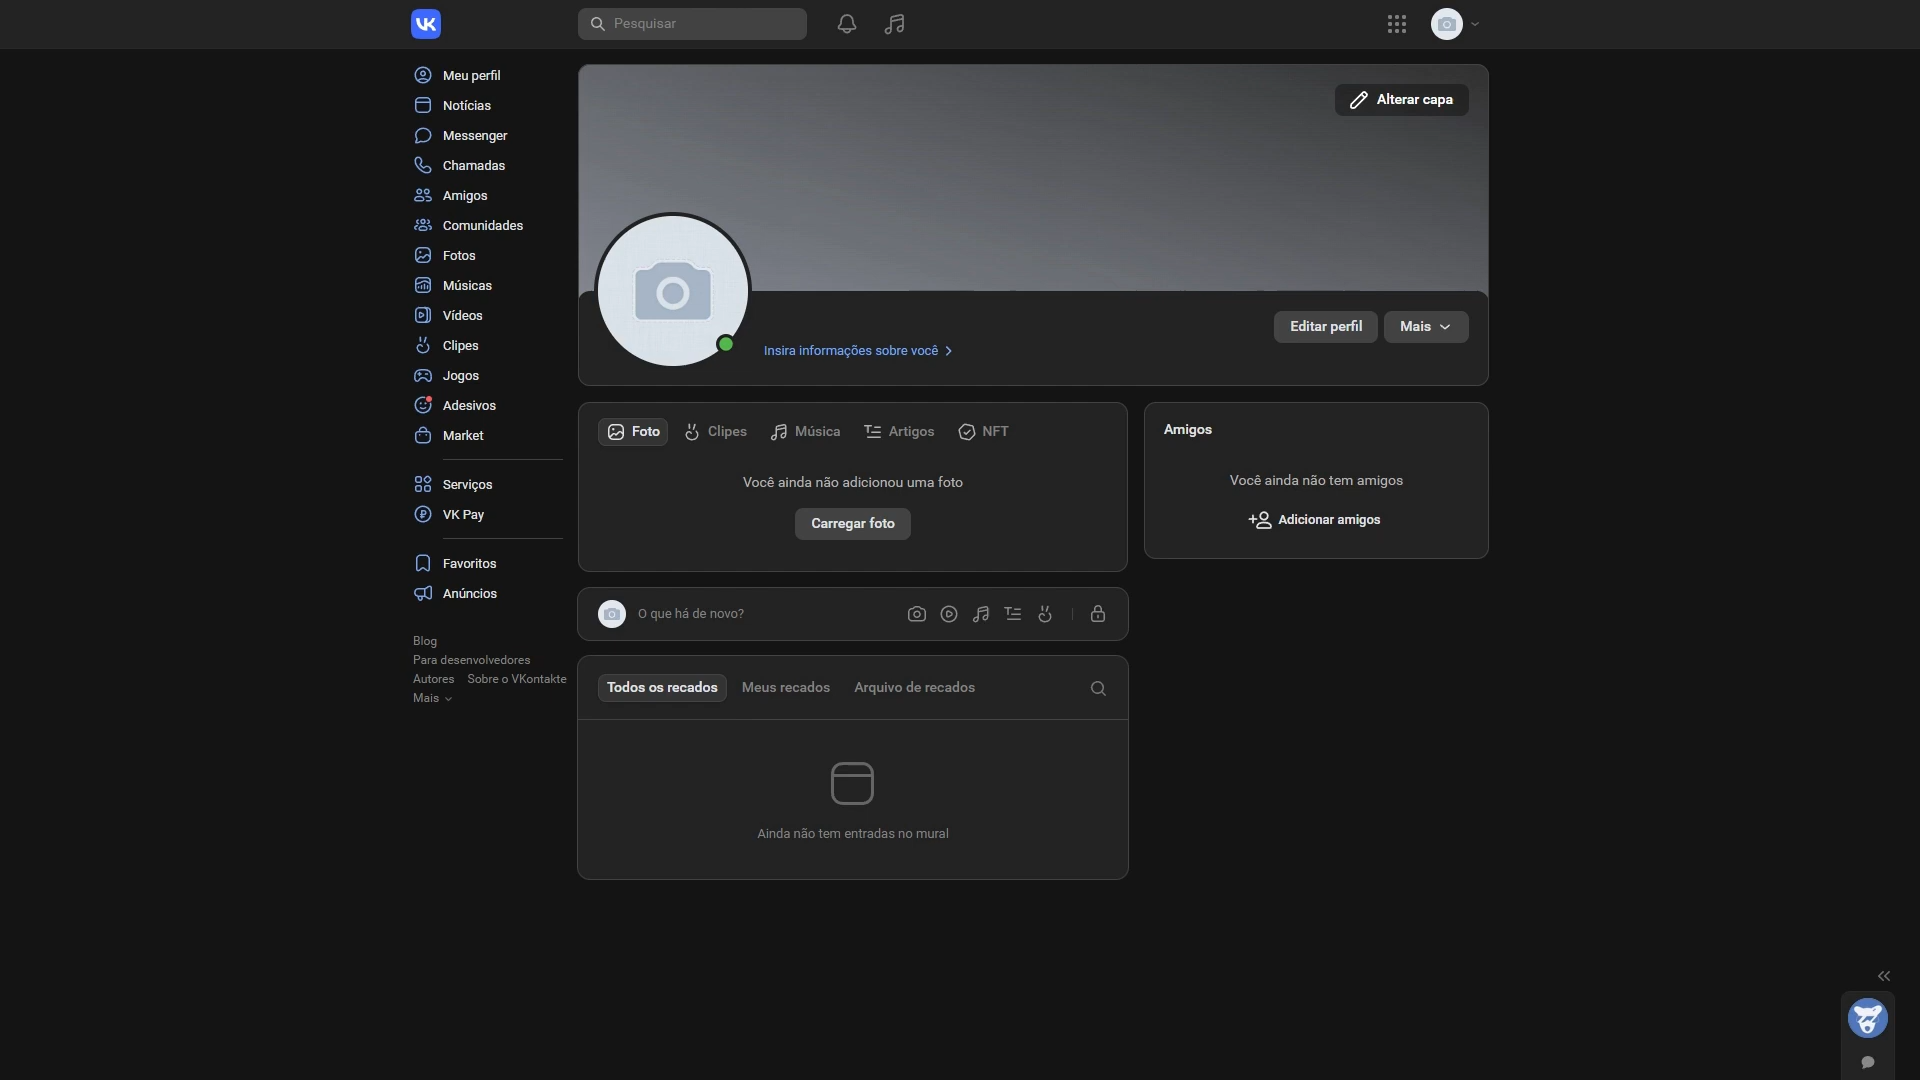 VK
Pesquisar
Meu perfil
Notícias
Messenger
Chamadas
Amigos
Comunidades
Fotos
Músicas
Vídeos
Clipes
Jogos
Adesivos
Market
Serviços
VK Pay
Favoritos
Anúncios
Blog
Para desenvolvedores
Autores Sobre o VKontakte
Mais
Alterar capa
Insira informações sobre você
Editar perfil Mais
Foto Clipes Música Artigos NFT
Você ainda não adicionou uma foto
Carregar foto
Amigos
Você ainda não tem amigos
Adicionar amigos
O que há de novo?
Todos os recados Meus recados Arquivo de recados
Ainda não tem entradas no mural